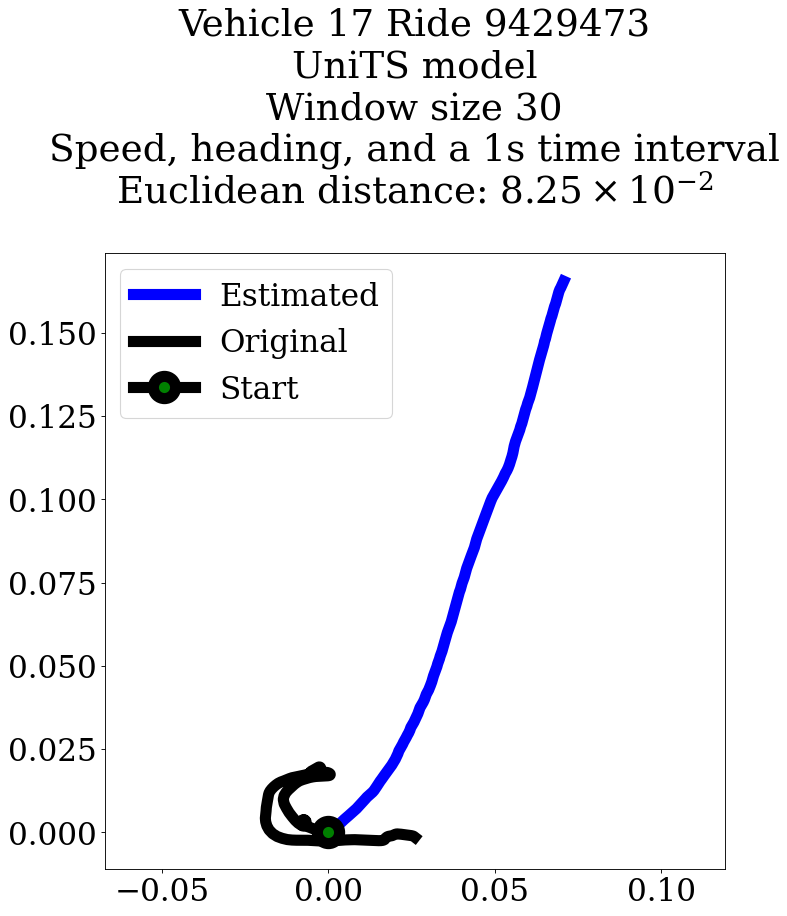 Vehicle 17 Ride 9429473
UniTS model
Window size 30
Speed, heading, and a 1s time interval
Euclidean distance: 8.25 × 10⁻²
Estimated
Original
Start
0.150
0.125
0.100
0.075
0.050
0.025
0.000
−0.05 0.00 0.05 0.10